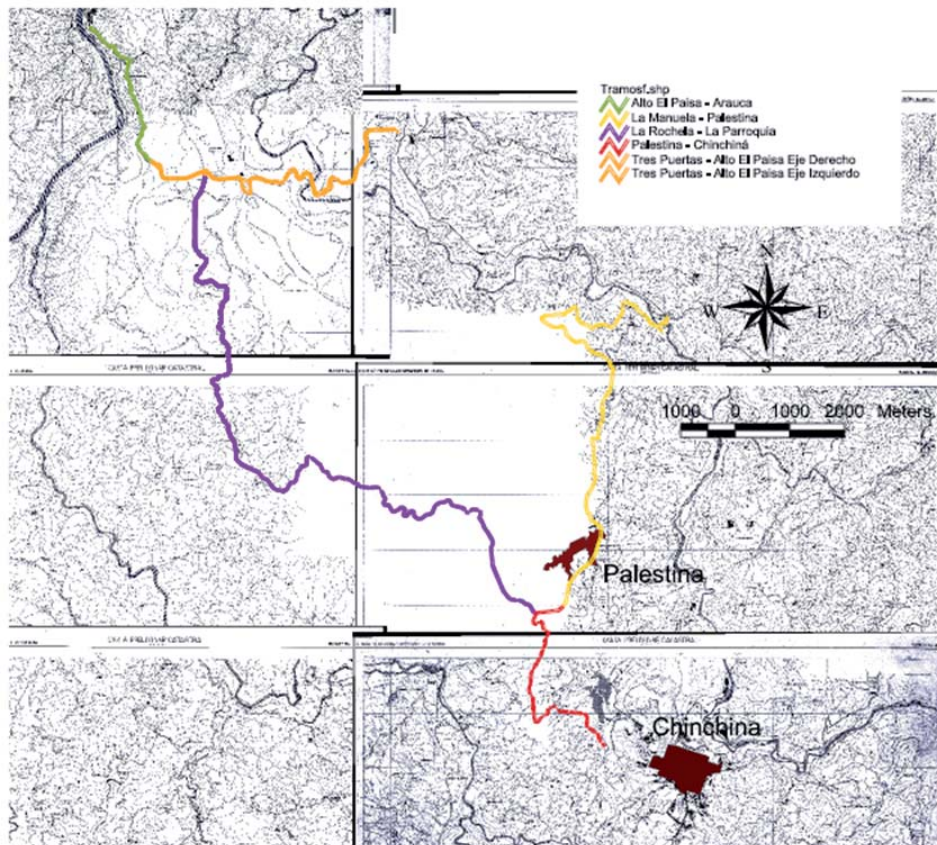 Tramosf.shp
Alto El Paisa - Arauca
La Manuela - Palestina
La Rochela - La Parroquia
Palestina - Chinchiná
Tres Puertas - Alto El Paisa Eje Derecho
Tres Puertas - Alto El Paisa Eje Izquierdo
N
W E
S
1000 0 1000 2000 Meters
Palestina
Chinchina